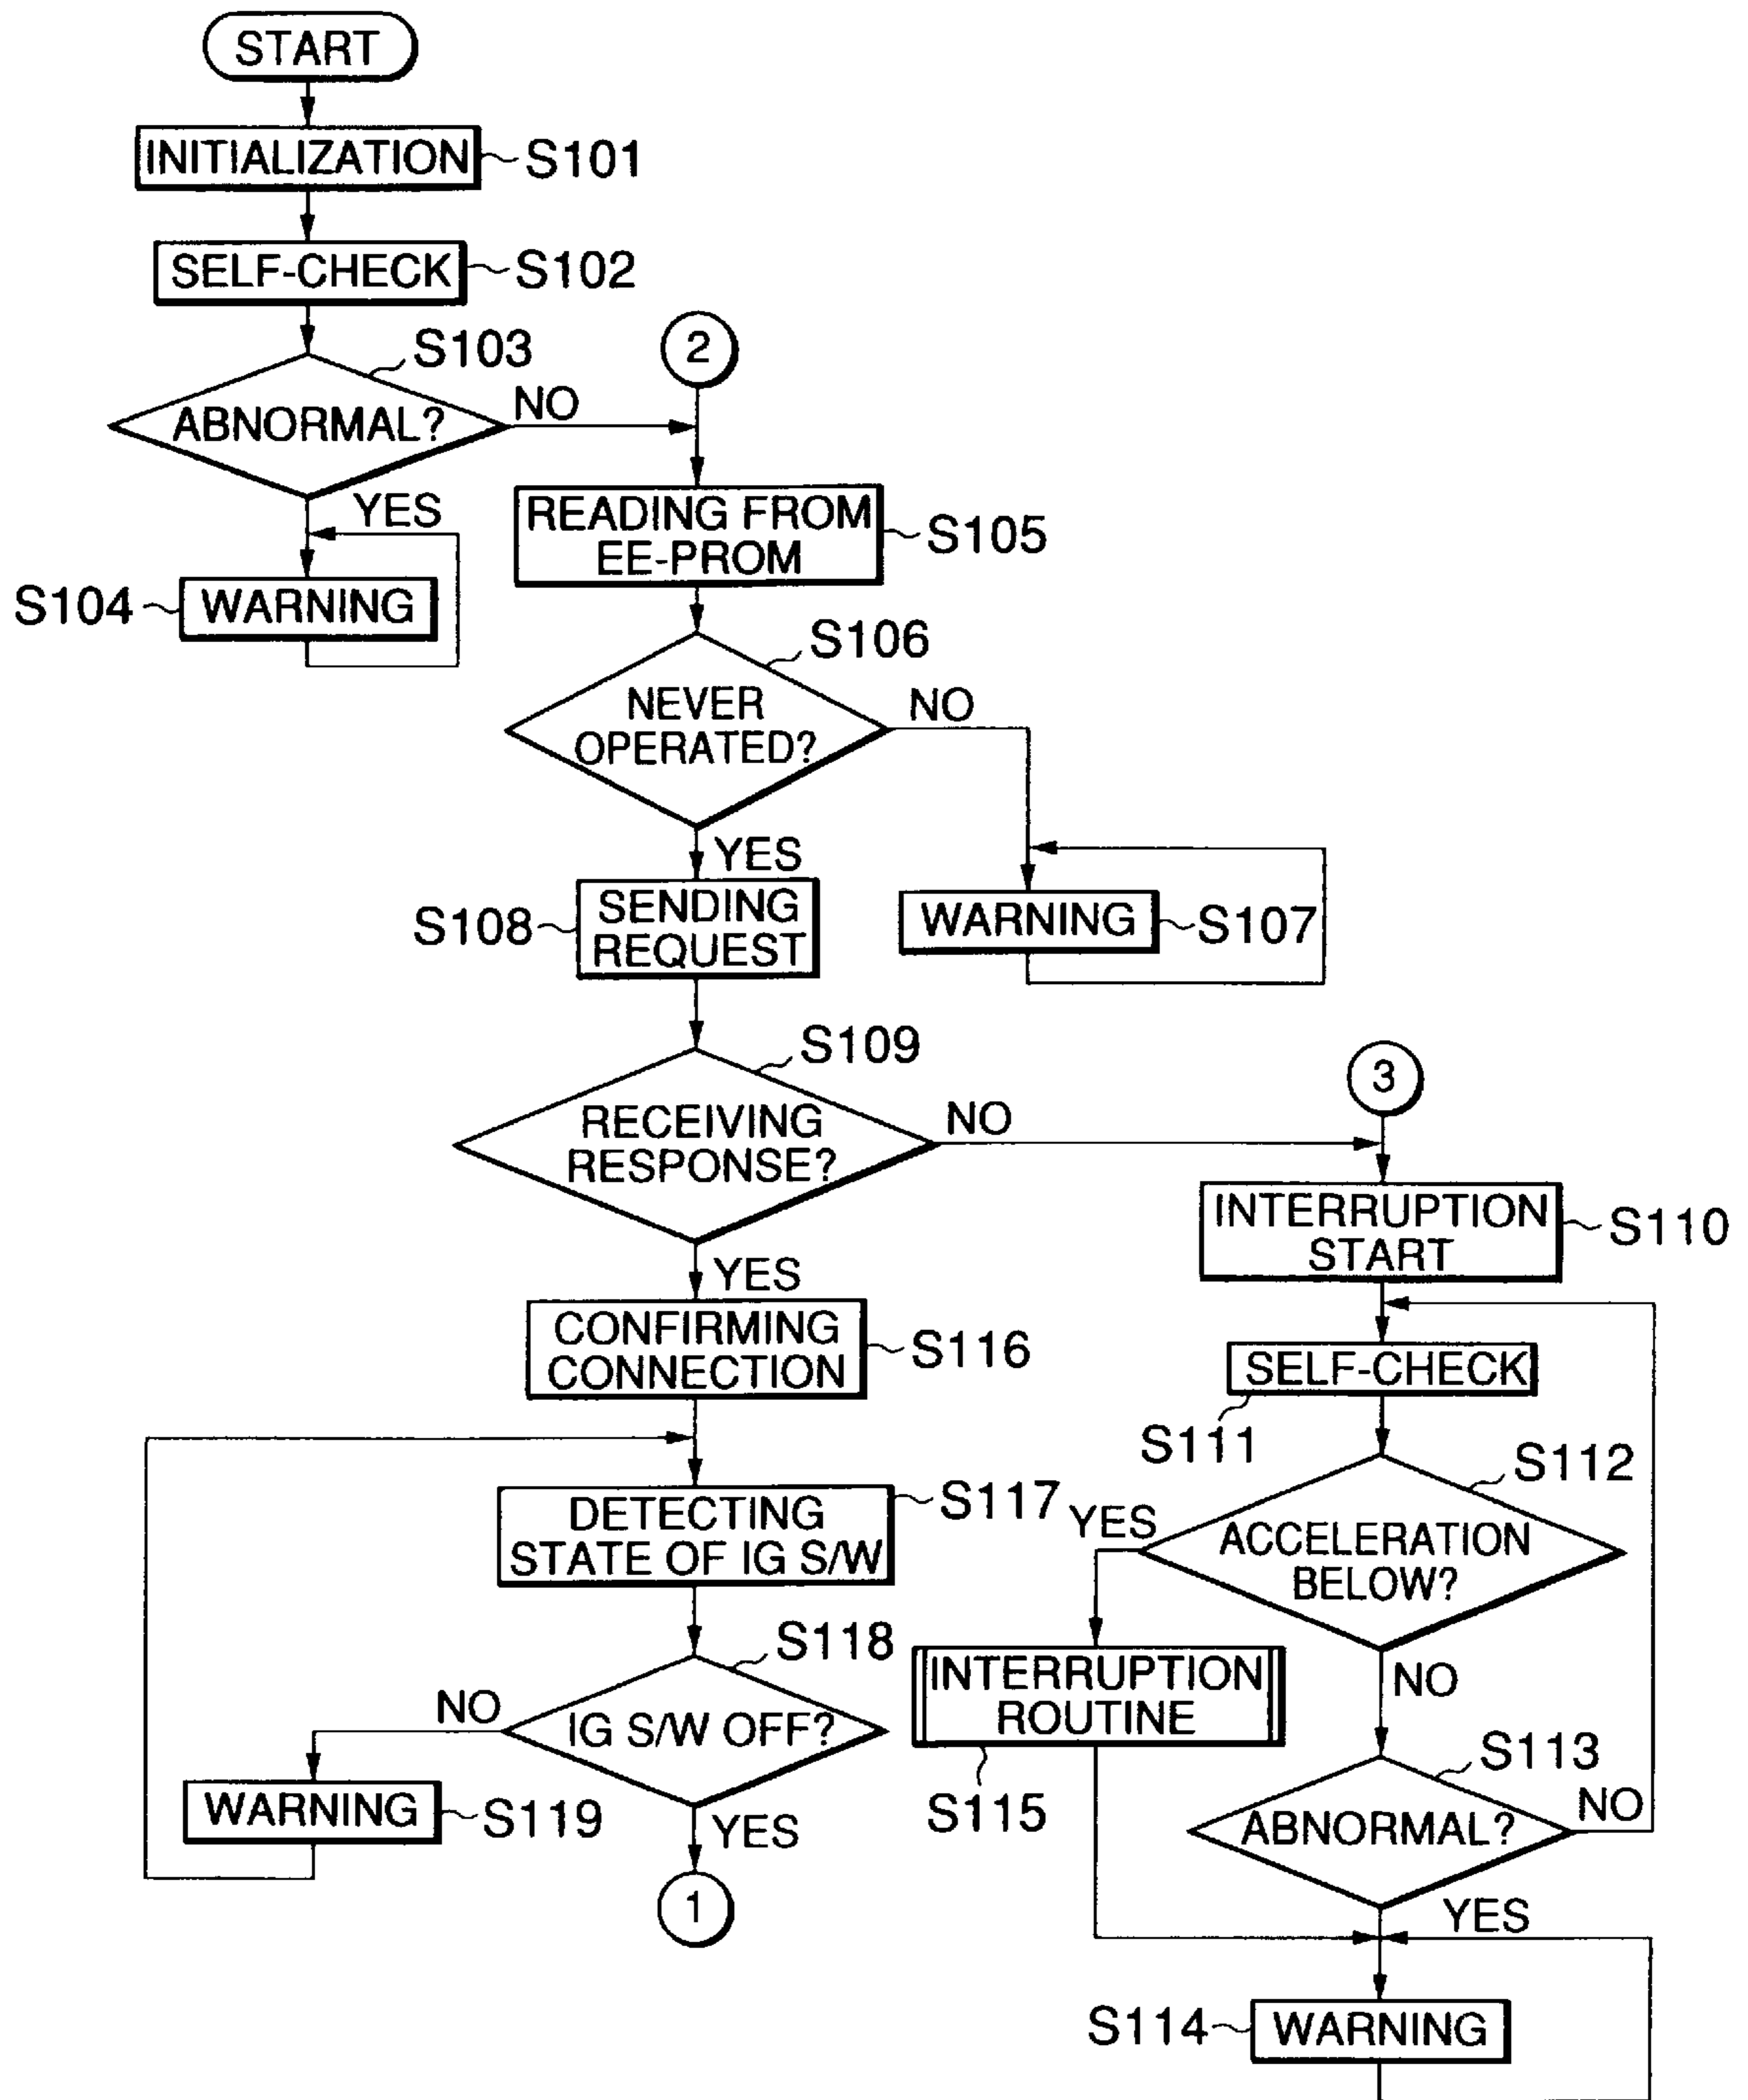 START
INITIALIZATION
S101
SELF-CHECK
S102
S103
2
ABNORMAL?
NO
YES
READING FROM
EE-PROM
S105
S104
WARNING
S106
NEVER
OPERATED?
NO
YES
S108
SENDING
REQUEST
WARNING
S107
S109
3
RECEIVING
RESPONSE?
NO
INTERRUPTION
START
S110
YES
CONFIRMING
CONNECTION
S116
SELF-CHECK
S111
S112
DETECTING
STATE OF IG S/W
S117
YES
ACCELERATION
BELOW?
S118
INTERRUPTION
ROUTINE
NO
NO
IG S/W OFF?
S113
WARNING
S119
YES
S115
ABNORMAL?
NO
1
YES
S114
WARNING